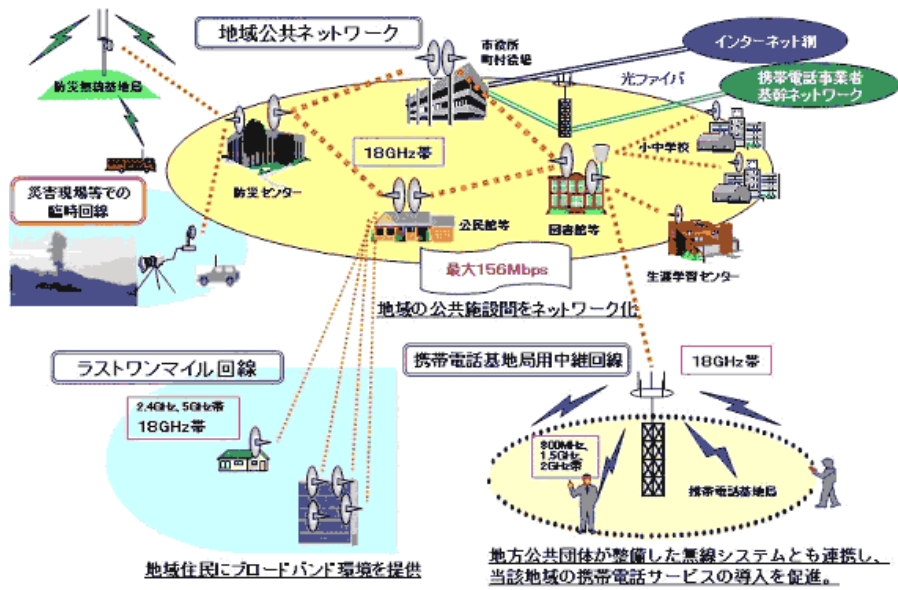 地域公共ネットワーク
市役所
町村役場
インターネット網
光ファイバ
携帯電話事業者
基幹ネットワーク
防災無線基地局
小中学校
18GHz帯
防災センター
災害現場等での
臨時回線
公民館等
図書館等
生涯学習センター
最大156Mbps
地域の公共施設間をネットワーク化
ラストワンマイル回線
携帯電話基地局用中継回線
18GHz帯
2.4GHz、5GHz帯
18GHz帯
800MHz、
1.5GHz、
2GHz帯
携帯電話基地局
地域住民にブロードバンド環境を提供
地方公共団体が整備した無線システムとも連携し、
当該地域の携帯電話サービスの導入を促進。